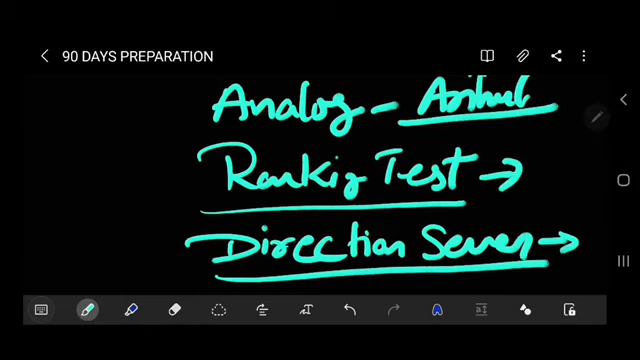 90 DAYS PREPARATION
Analog -
Rankig Test →
Direction →